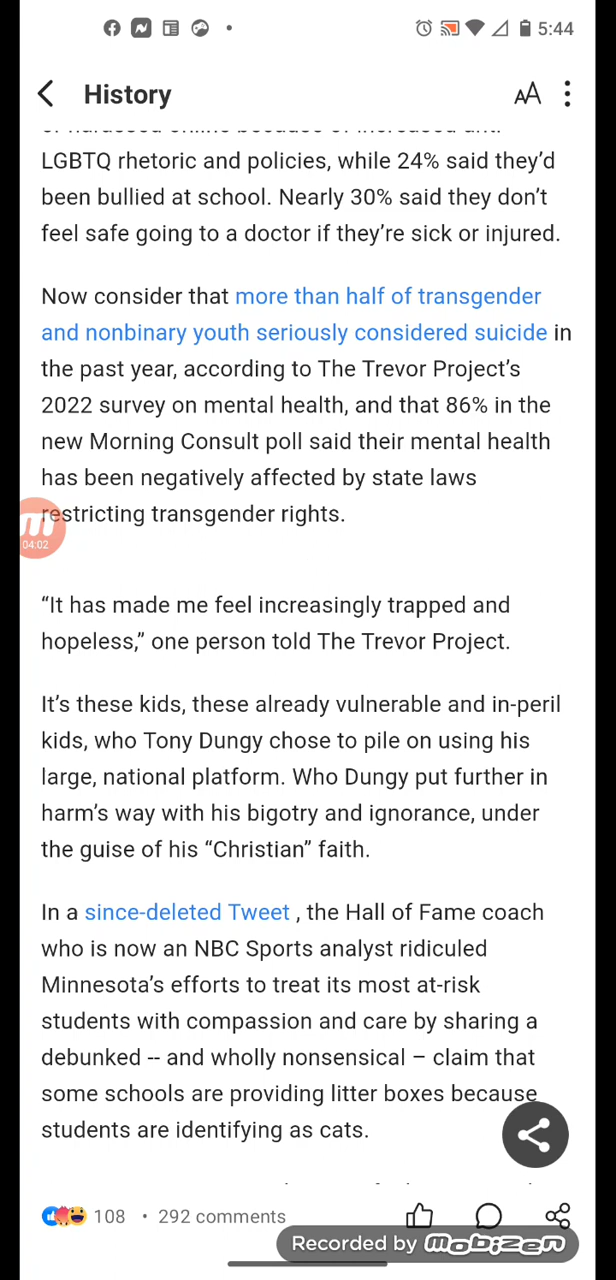 5:44
History
AA
LGBTQ rhetoric and policies, while 24% said they’d
been bullied at school. Nearly 30% said they don’t
feel safe going to a doctor if they’re sick or injured.
Now consider that more than half of transgender
and nonbinary youth seriously considered suicide in
the past year, according to The Trevor Project’s
2022 survey on mental health, and that 86% in the
new Morning Consult poll said their mental health
has been negatively affected by state laws
restricting transgender rights.
m
04:02
“It has made me feel increasingly trapped and
hopeless,” one person told The Trevor Project.
It’s these kids, these already vulnerable and in-peril
kids, who Tony Dungy chose to pile on using his
large, national platform. Who Dungy put further in
harm’s way with his bigotry and ignorance, under
the guise of his “Christian” faith.
In a since-deleted Tweet , the Hall of Fame coach
who is now an NBC Sports analyst ridiculed
Minnesota’s efforts to treat its most at-risk
students with compassion and care by sharing a
debunked -- and wholly nonsensical – claim that
some schools are providing litter boxes because
students are identifying as cats.
108 • 292 comments
Recorded by mobizen